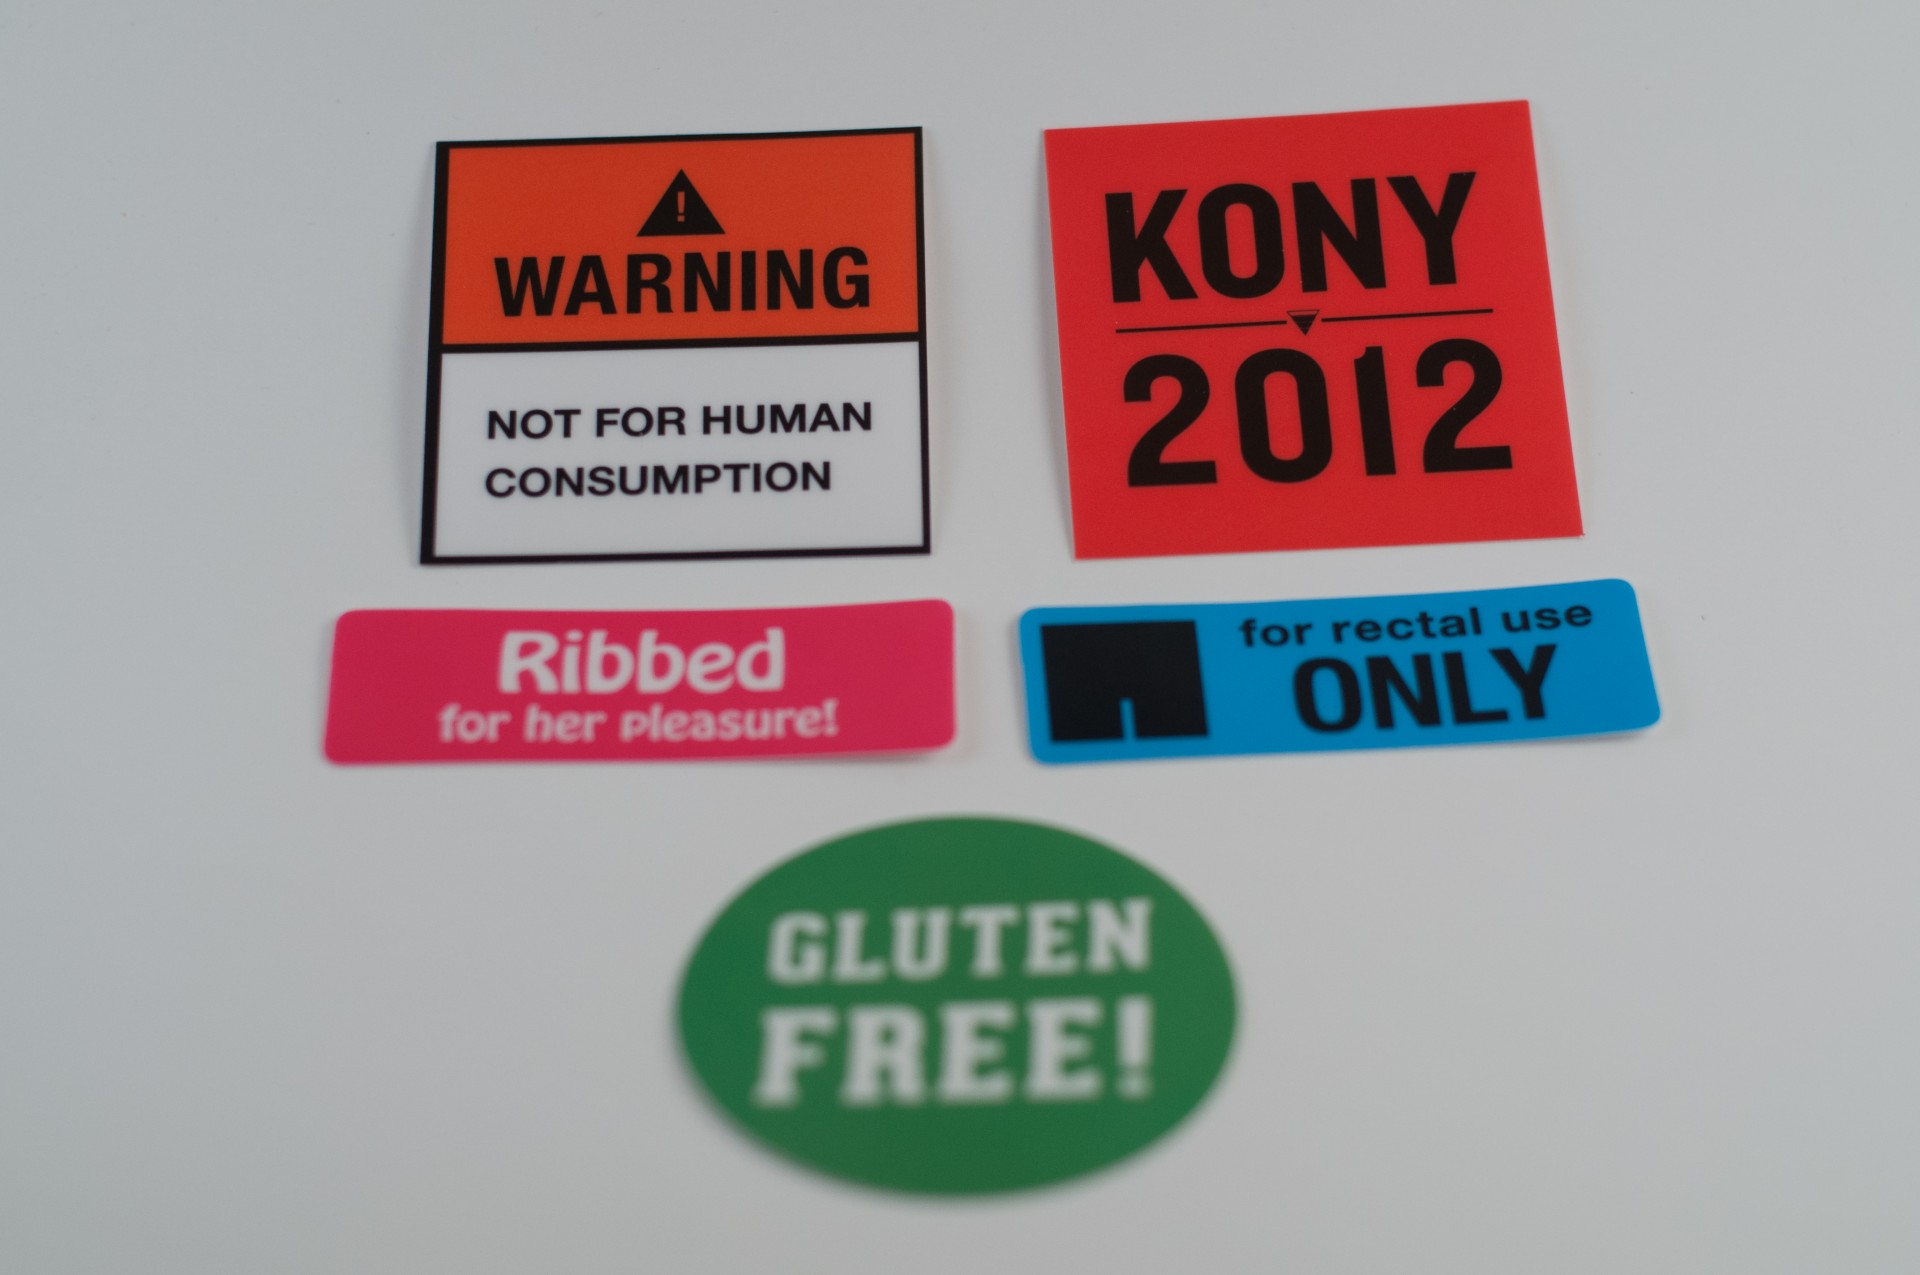 !
WARNING
NOT FOR HUMAN
CONSUMPTION
KONY
2012
Ribbed
for her pleasure!
for rectal use
ONLY
GLUTEN
FREE!